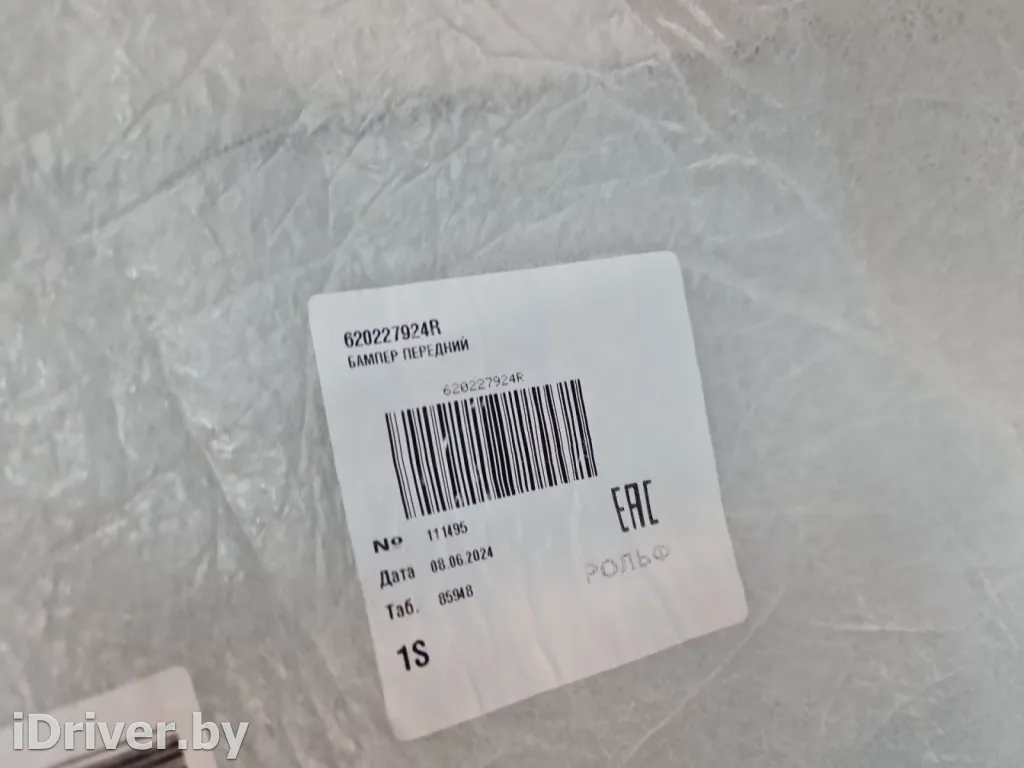 620227924R
БАМПЕР ПЕРЕДНИЙ
620227924R
№ 111495
Дата 08.06.2024
Таб. 85948
1S
EAC
РОЛЬФ
iDriver.by